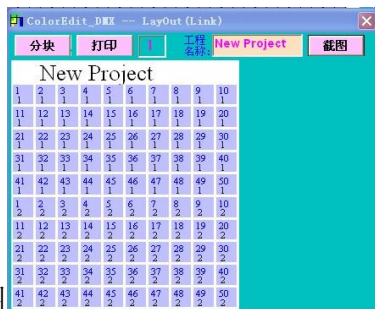 ColorEdit_DMX -- LayOut(Link)
分块 打印 1 工程名称: New Project 截图
New Project
1 2 3 4 5 6 7 8 9 10
1 1 1 1 1 1 1 1 1 1
11 12 13 14 15 16 17 18 19 20
1 1 1 1 1 1 1 1 1 1
21 22 23 24 25 26 27 28 29 30
1 1 1 1 1 1 1 1 1 1
31 32 33 34 35 36 37 38 39 40
1 1 1 1 1 1 1 1 1 1
41 42 43 44 45 46 47 48 49 50
1 1 1 1 1 1 1 1 1 1
1 2 3 4 5 6 7 8 9 10
2 2 2 2 2 2 2 2 2 2
11 12 13 14 15 16 17 18 19 20
2 2 2 2 2 2 2 2 2 2
21 22 23 24 25 26 27 28 29 30
2 2 2 2 2 2 2 2 2 2
31 32 33 34 35 36 37 38 39 40
2 2 2 2 2 2 2 2 2 2
41 42 43 44 45 46 47 48 49 50
2 2 2 2 2 2 2 2 2 2